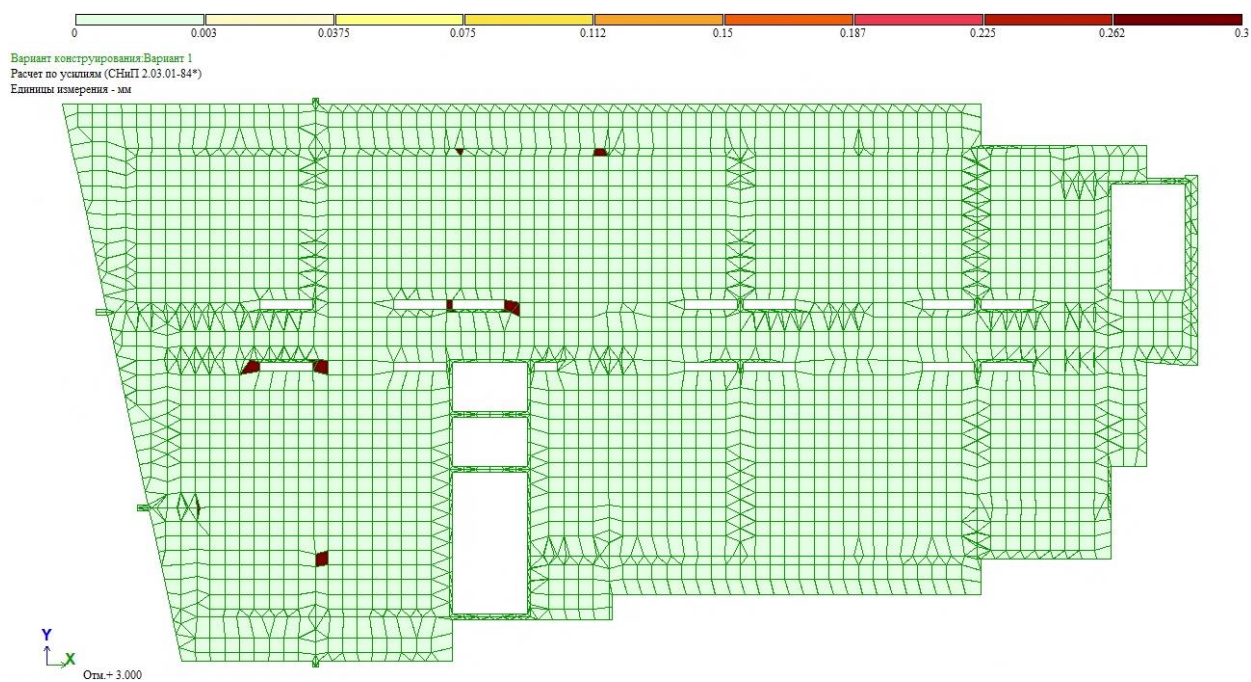 0 0.003 0.0375 0.075 0.112 0.15 0.187 0.225 0.262 0.3
Вариант конструирования:Вариант 1
Расчет по усилиям (СНиП 2.03.01-84*)
Единицы измерения - мм
Y
X
Отм.+ 3.000